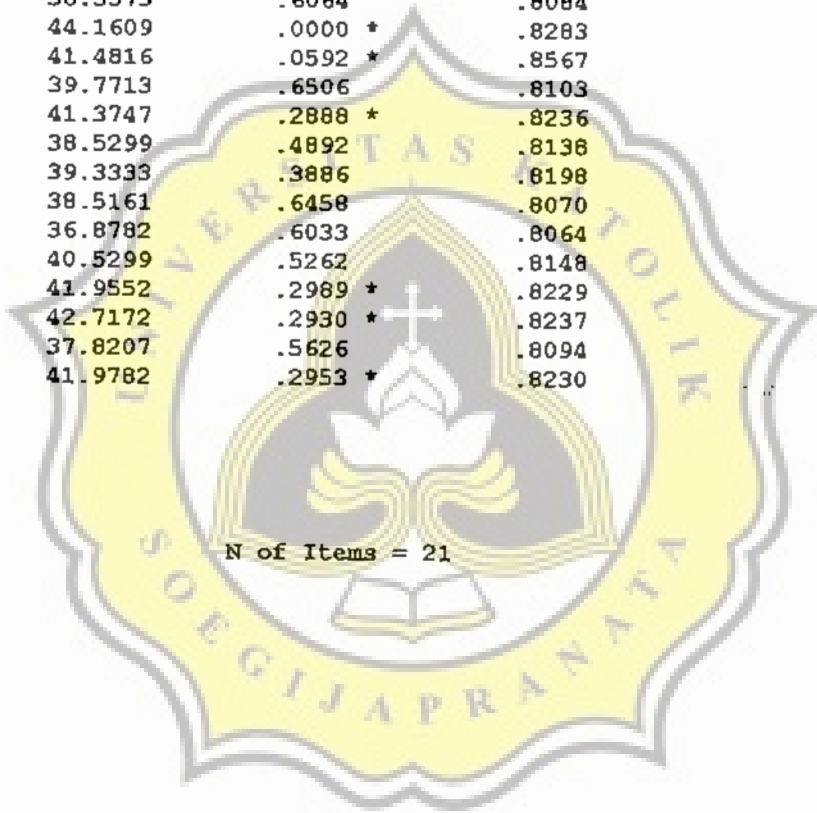 .6084 .8084
44.1609 .0000 * .8283
41.4816 .0592 * .8567
39.7713 .6506 .8103
41.3747 .2888 * .8236
38.5299 .4892 .8138
39.3333 .3886 .8198
38.5161 .6458 .8070
36.8782 .6033 .8064
40.5299 .5262 .8148
41.9552 .2989 * .8229
42.7172 .2930 * .8237
37.8207 .5626 .8094
41.9782 .2953 * .8230
N of Items = 21
UNIVERSITAS KATOLIK
SOEGIJAPRANATA